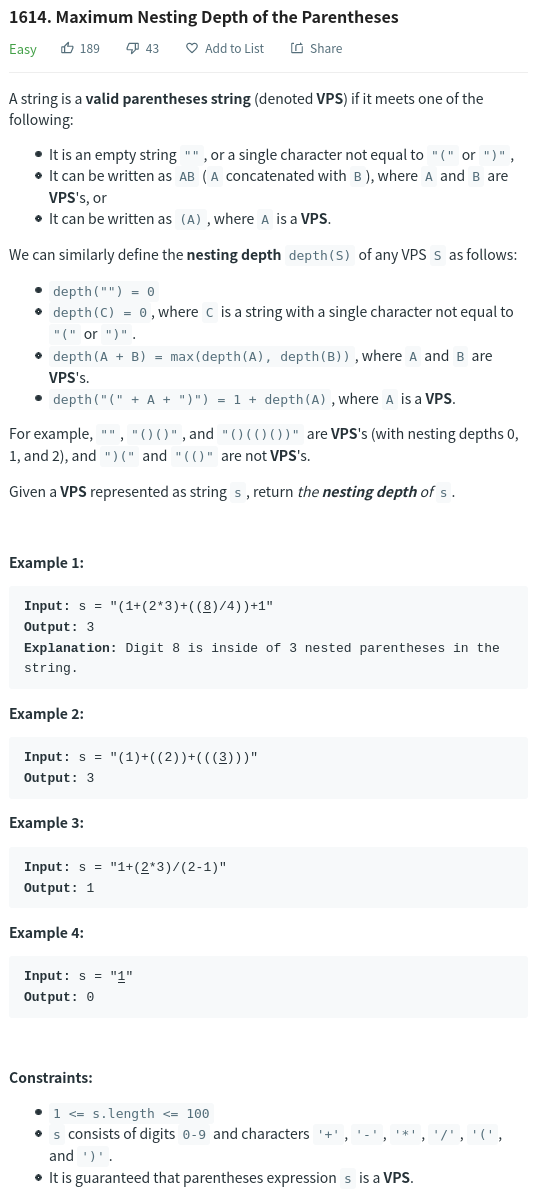 1614. Maximum Nesting Depth of the Parentheses
Easy 189 43 Add to List Share
A string is a valid parentheses string (denoted VPS) if it meets one of the
following:
It is an empty string "", or a single character not equal to "(" or ")",
It can be written as AB (A concatenated with B), where A and B are
VPS's, or
It can be written as (A), where A is a VPS.
We can similarly define the nesting depth depth(S) of any VPS S as follows:
depth("") = 0
depth(C) = 0, where C is a string with a single character not equal to
"(" or ")".
depth(A + B) = max(depth(A), depth(B)), where A and B are
VPS's.
depth("(" + A + ")") = 1 + depth(A), where A is a VPS.
For example, "", "()()", and "()(()())" are VPS's (with nesting depths 0,
1, and 2), and ")(" and "(()" are not VPS's.
Given a VPS represented as string s, return the nesting depth of s.
Example 1:
Input: s = "(1+(2*3)+((8)/4))+1"
Output: 3
Explanation: Digit 8 is inside of 3 nested parentheses in the
string.
Example 2:
Input: s = "(1)+((2))+(((3)))"
Output: 3
Example 3:
Input: s = "1+(2*3)/(2-1)"
Output: 1
Example 4:
Input: s = "1"
Output: 0
Constraints:
1 <= s.length <= 100
s consists of digits 0-9 and characters '+', '-', '*', '/', '(',
and ')'.
It is guaranteed that parentheses expression s is a VPS.